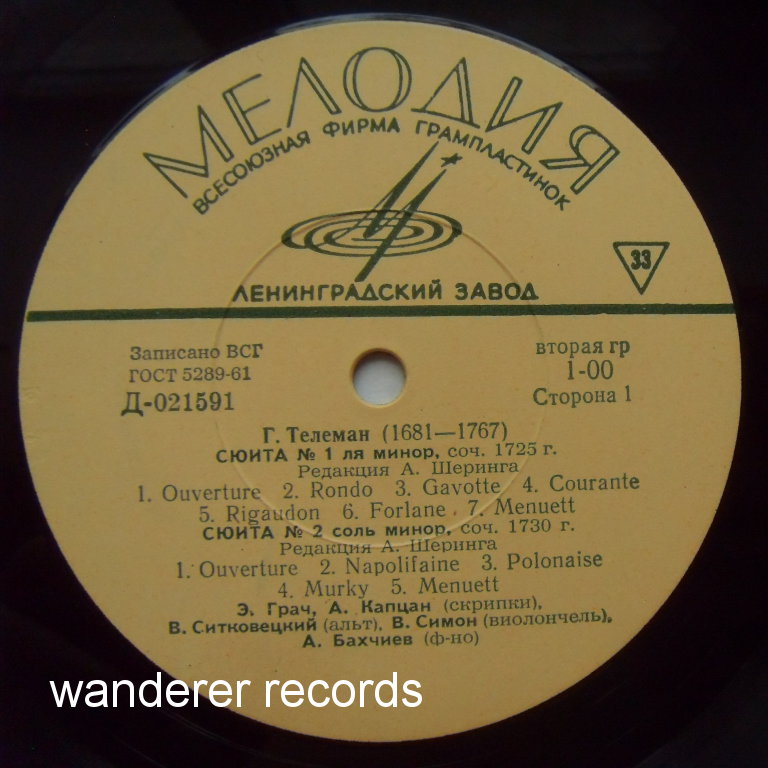 МЕЛОДИЯ
ВСЕСОЮЗНАЯ ФИРМА ГРАМПЛАСТИНОК
33
ЛЕНИНГРАДСКИЙ ЗАВОД
Записано ВСГ
ГОСТ 5289-61
Д-021591
вторая гр
1-00
Сторона 1
Г. Телеман (1681—1767)
СЮИТА № 1 ля минор, соч. 1725 г.
Редакция А. Шеринга
1. Ouverture 2. Rondo 3. Gavotte 4. Courante
5. Rigaudon 6. Forlane 7. Menuett
СЮИТА № 2 соль минор, соч. 1730 г.
Редакция А. Шеринга
1. Ouverture 2. Napolifaine 3. Polonaise
4. Murky 5. Menuett
Э. Грач, А. Капцан (скрипки),
В. Ситковецкий (альт), В. Симон (виолончель),
А. Бахчиев (ф-но)
wanderer records